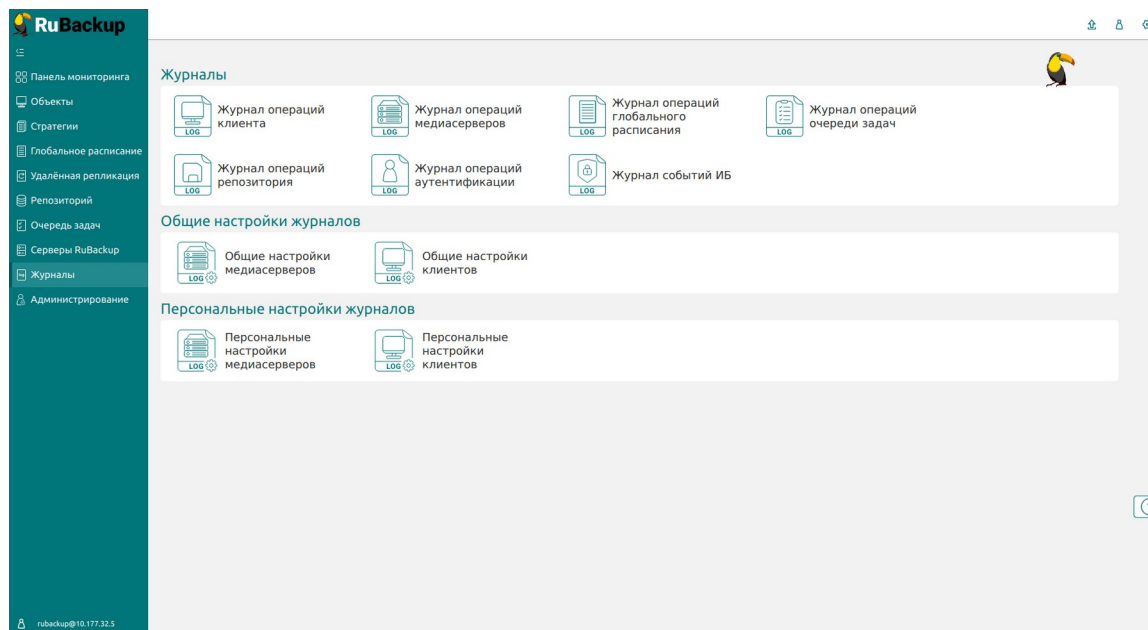 RuBackup
Панель мониторинга
Объекты
Стратегии
Глобальное расписание
Удалённая репликация
Репозиторий
Очередь задач
Серверы RuBackup
Журналы
Администрирование
rubackup@10.177.32.5
Журналы
LOG
Журнал операций
клиента
LOG
Журнал операций
медиасерверов
LOG
Журнал операций
глобального
расписания
LOG
Журнал операций
очереди задач
LOG
Журнал операций
репозитория
LOG
Журнал операций
аутентификации
LOG
Журнал событий ИБ
Общие настройки журналов
LOG
Общие настройки
медиасерверов
LOG
Общие настройки
клиентов
Персональные настройки журналов
LOG
Персональные
настройки
медиасерверов
LOG
Персональные
настройки
клиентов